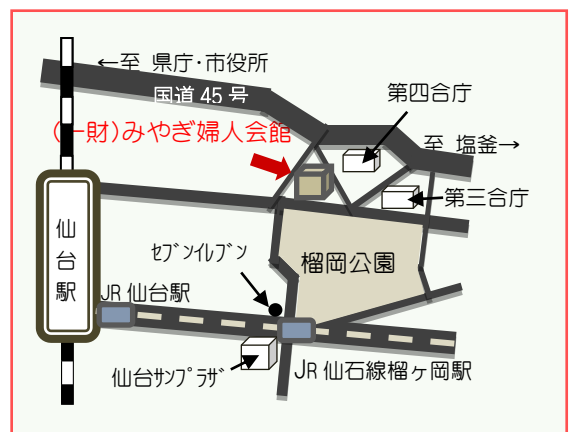 ←至 県庁・市役所
国道 45 号
第四合庁
(一財)みやぎ婦人会館
至 塩釜→
第三合庁
仙台駅
ｾﾌﾞﾝｲﾚﾌﾞﾝ
榴岡公園
JR 仙台駅
仙台ｻﾝﾌﾟﾗｻﾞ
JR 仙石線榴ヶ岡駅